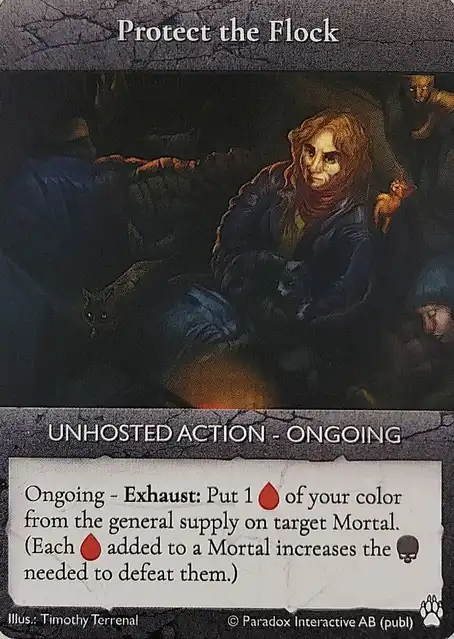 Protect the Flock
UNHOSTED ACTION - ONGOING
Ongoing - Exhaust: Put 1 of your color
from the general supply on target Mortal.
(Each added to a Mortal increases the
needed to defeat them.)
Illus.: Timothy Terrenal © Paradox Interactive AB (publ)